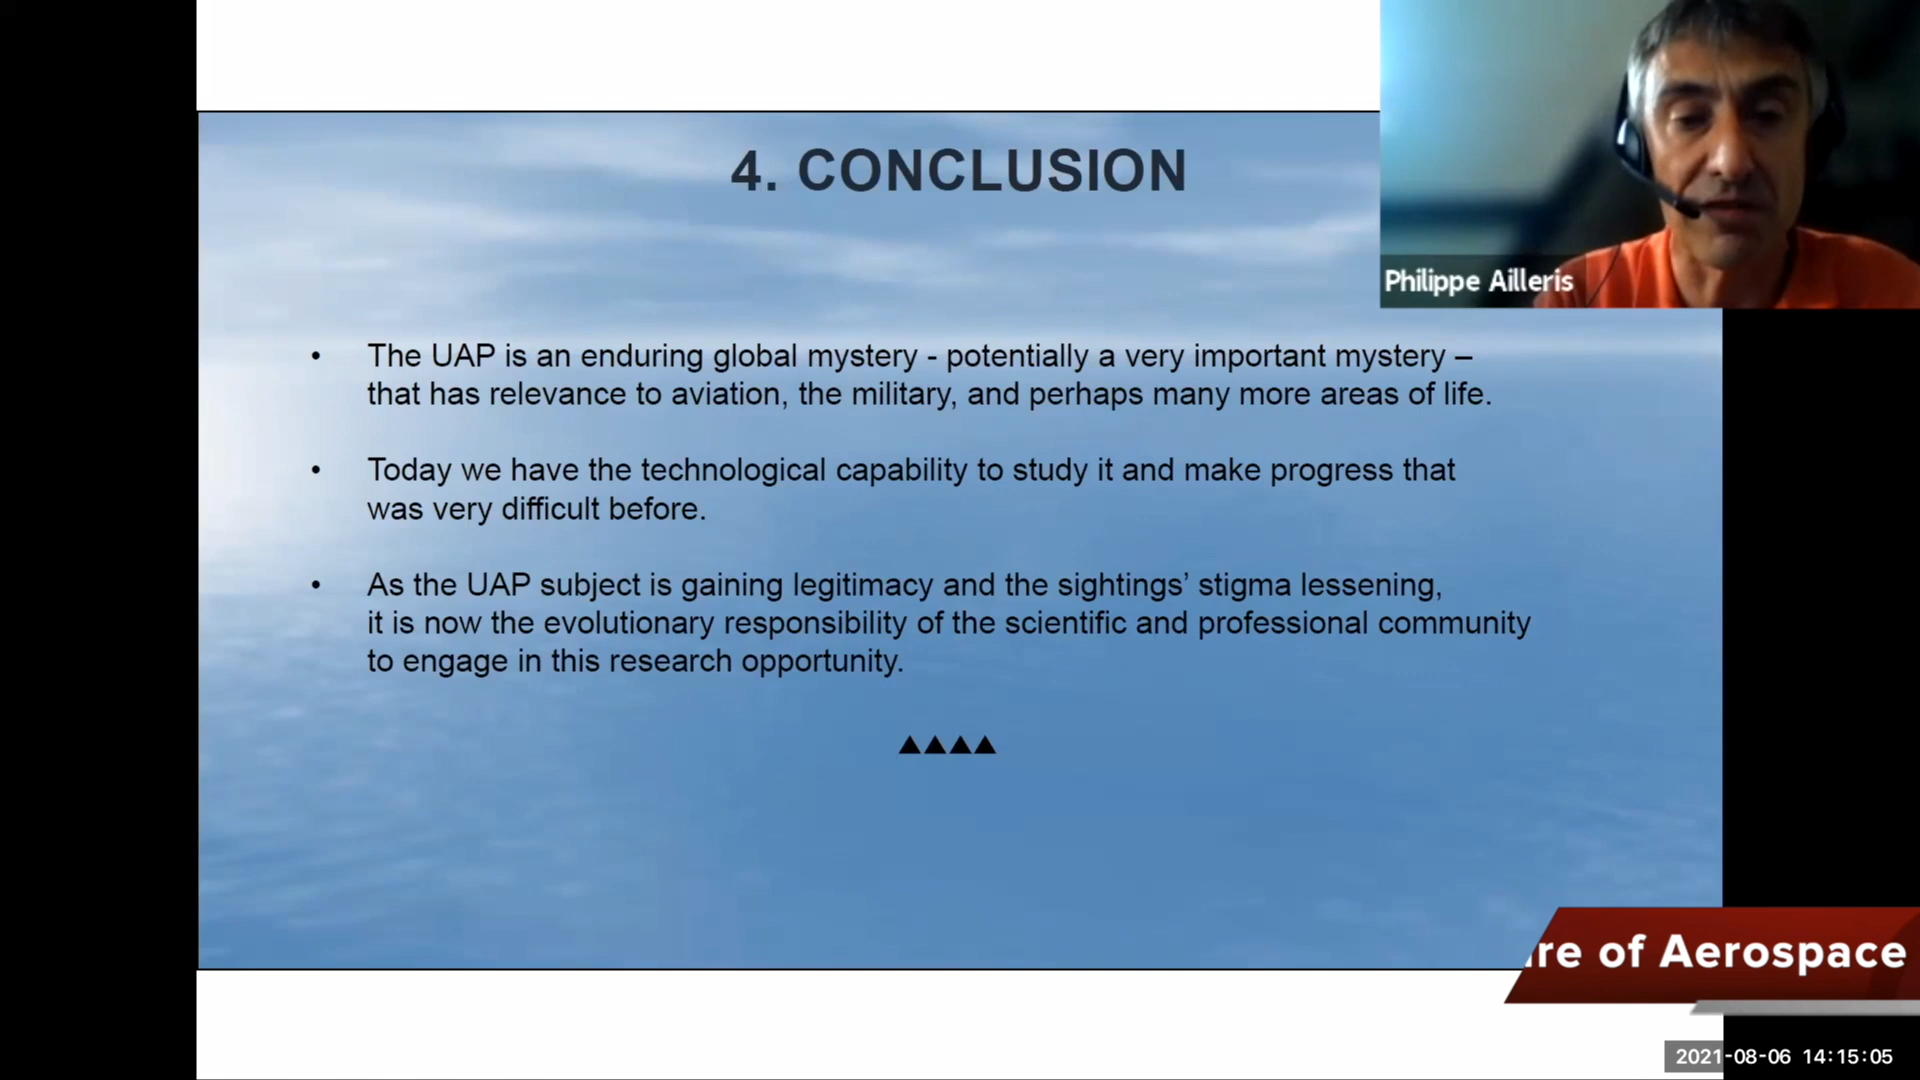 4. CONCLUSION
Philippe Ailleris
• The UAP is an enduring global mystery - potentially a very important mystery –
that has relevance to aviation, the military, and perhaps many more areas of life.
• Today we have the technological capability to study it and make progress that
was very difficult before.
• As the UAP subject is gaining legitimacy and the sightings’ stigma lessening,
it is now the evolutionary responsibility of the scientific and professional community
to engage in this research opportunity.
▲▲▲▲
of Aerospace
2021-08-06 14:15:05